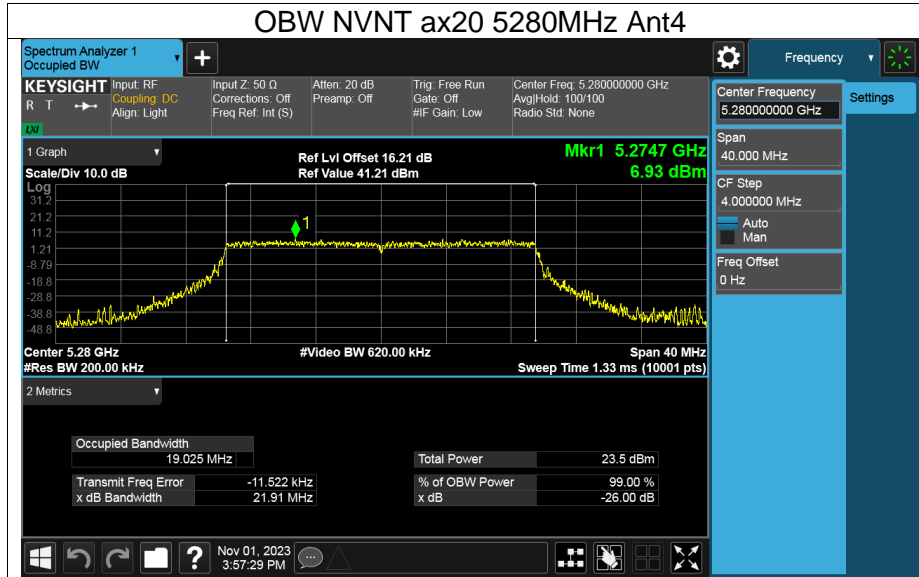 OBW NVNT ax20 5280MHz Ant4
Spectrum Analyzer 1
Occupied BW
+
Frequency
KEYSIGHT
R T
LXI
Input: RF
Coupling: DC
Align: Light
Input Z: 50 Ω
Corrections: Off
Freq Ref: Int (S)
Atten: 20 dB
Preamp: Off
Trig: Free Run
Gate: Off
#IF Gain: Low
Center Freq: 5.280000000 GHz
Avg|Hold: 100/100
Radio Std: None
Center Frequency
5.280000000 GHz
Settings
Span
40.000 MHz
CF Step
4.000000 MHz
Auto
Man
Freq Offset
0 Hz
1 Graph
Scale/Div 10.0 dB
Ref Lvl Offset 16.21 dB
Ref Value 41.21 dBm
Mkr1 5.2747 GHz
6.93 dBm
Log
31.2
21.2
11.2
1.21
-8.79
-18.8
-28.8
-38.8
-48.8
1
Center 5.28 GHz
#Res BW 200.00 kHz
#Video BW 620.00 kHz
Span 40 MHz
Sweep Time 1.33 ms (10001 pts)
2 Metrics
Occupied Bandwidth
19.025 MHz
Transmit Freq Error -11.522 kHz
x dB Bandwidth 21.91 MHz
Total Power 23.5 dBm
% of OBW Power 99.00 %
x dB -26.00 dB
?
Nov 01, 2023
3:57:29 PM